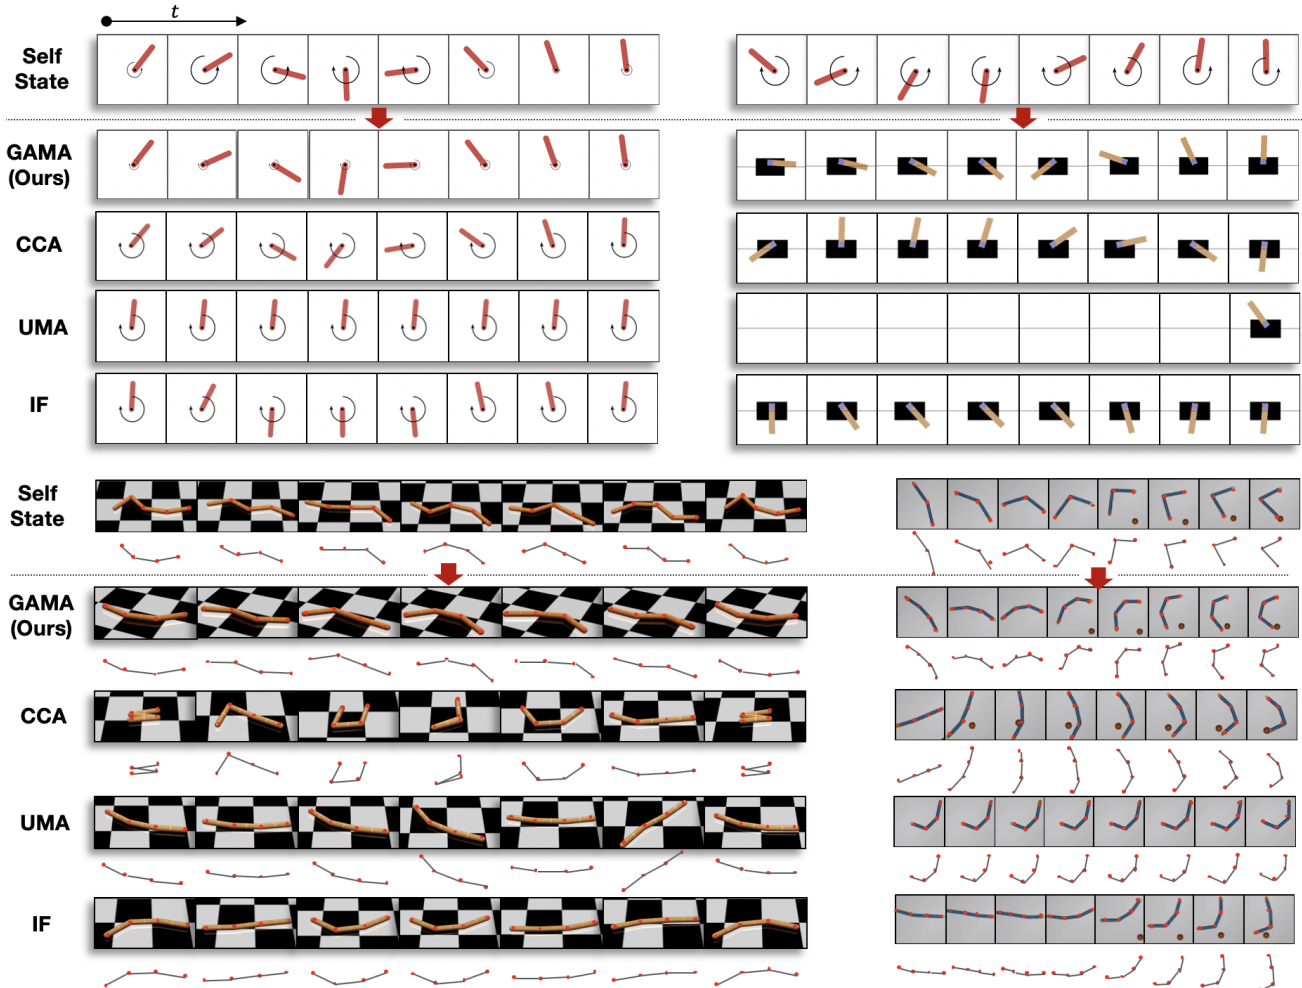 t
Self
State
GAMA
(Ours)
CCA
UMA
IF
Self
State
GAMA
(Ours)
CCA
UMA
IF